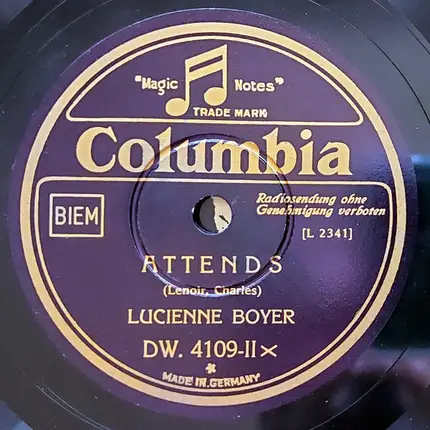 "Magic Notes"
TRADE MARK
Columbia
BIEM
Radiosendung ohne
Genehmigung verboten
[L 2341]
ATTENDS
(Lenoir, Charles)
LUCIENNE BOYER
DW. 4109-II x
MADE IN GERMANY